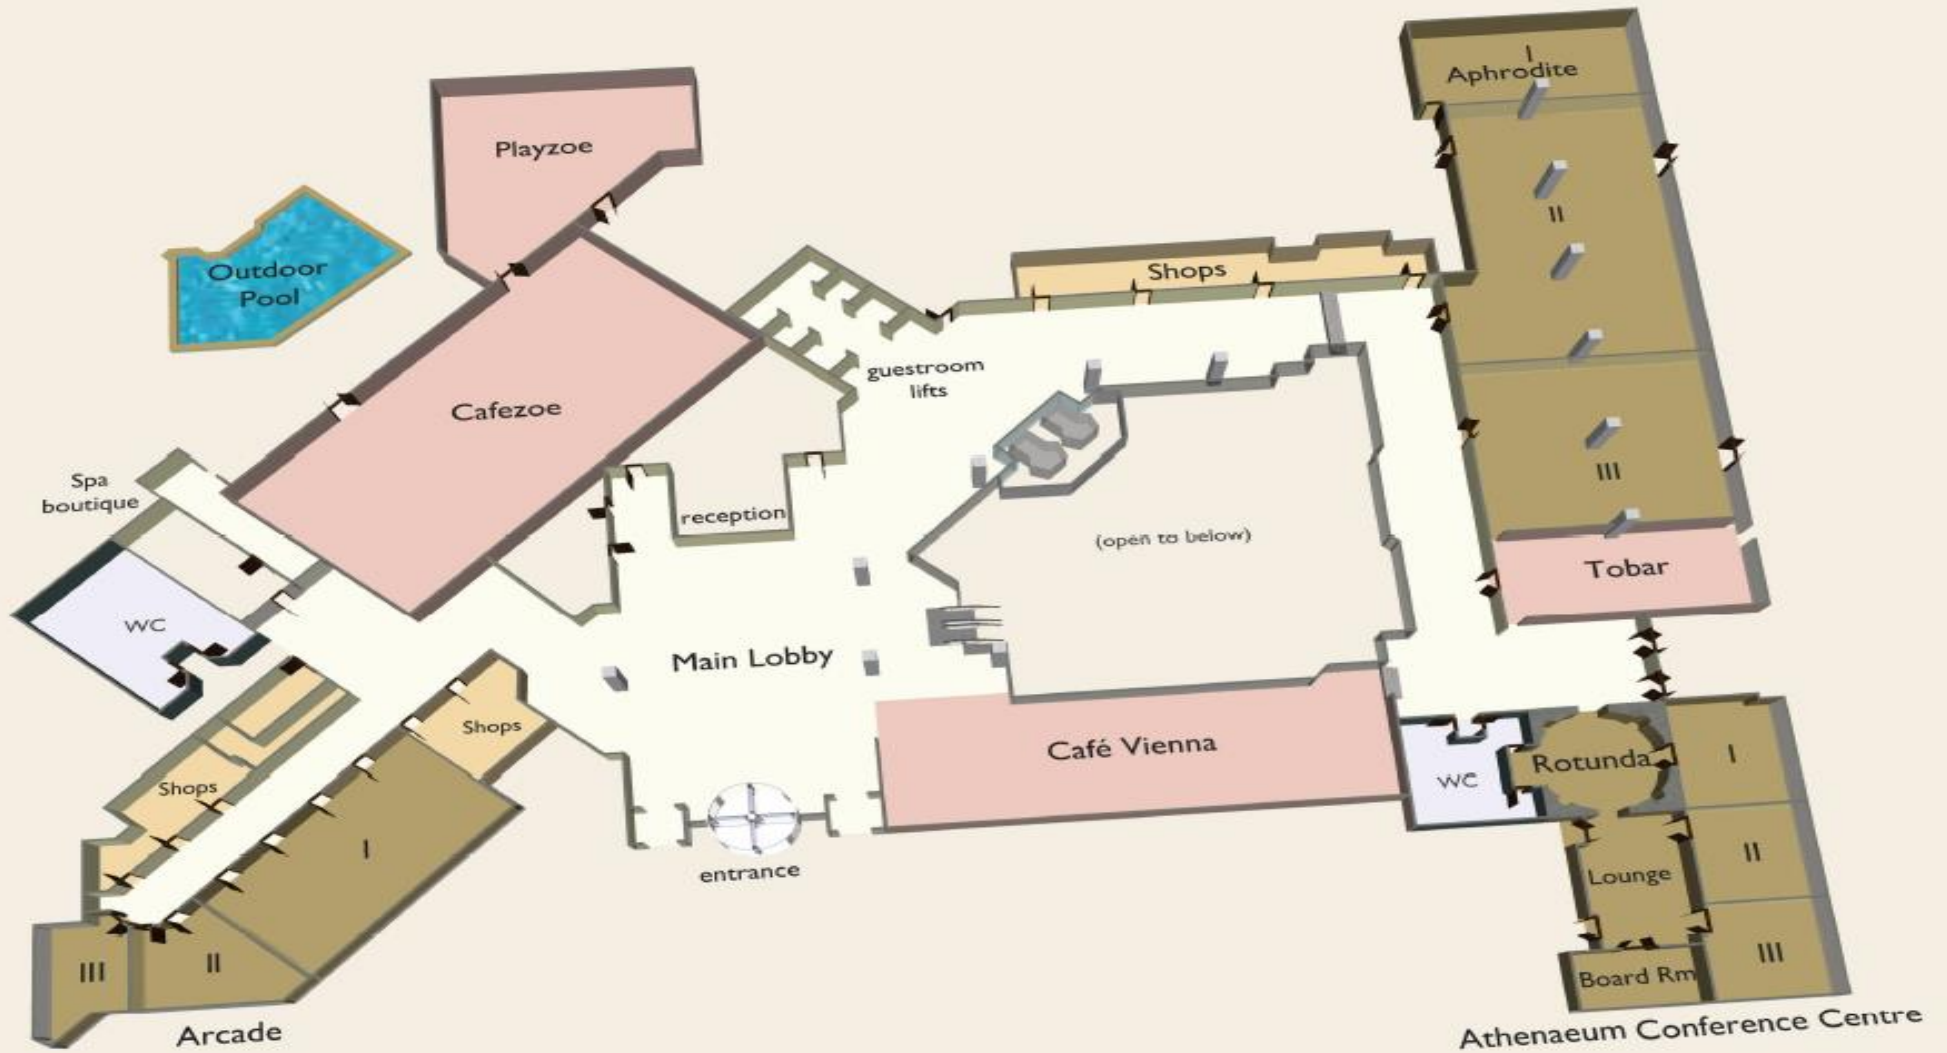 I
Aphrodite
Playzoe
II
Outdoor
Pool
Shops
guestroom
lifts
Cafezoe
III
Spa
boutique
reception
(open to below)
Tobar
WC
Main Lobby
Shops
Café Vienna
I
Rotunda
WC
Shops
I
entrance
II
Lounge
III
II
III
Board Rm
Arcade
Athenaeum Conference Centre